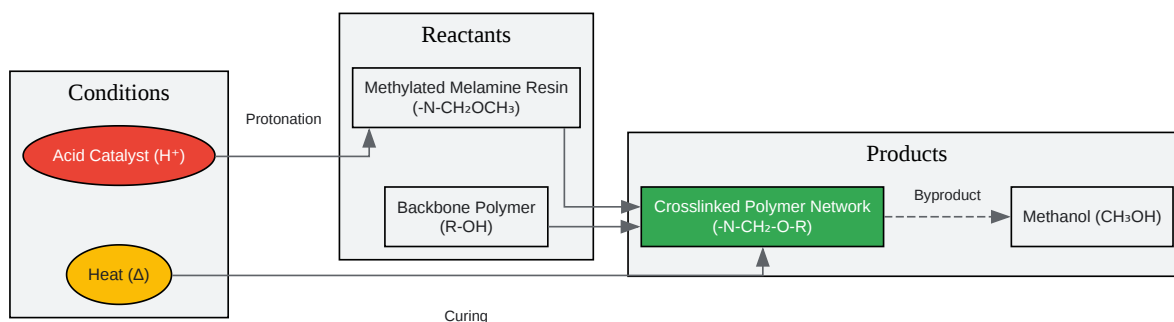 Reactants
Methylated Melamine Resin
(-N-CH₂OCH₃)
Conditions
Protonation
Acid Catalyst (H⁺)
Products
Backbone Polymer
(R-OH)
Crosslinked Polymer Network
(-N-CH₂-O-R)
Byproduct
Methanol (CH₃OH)
Heat (Δ)
Curing